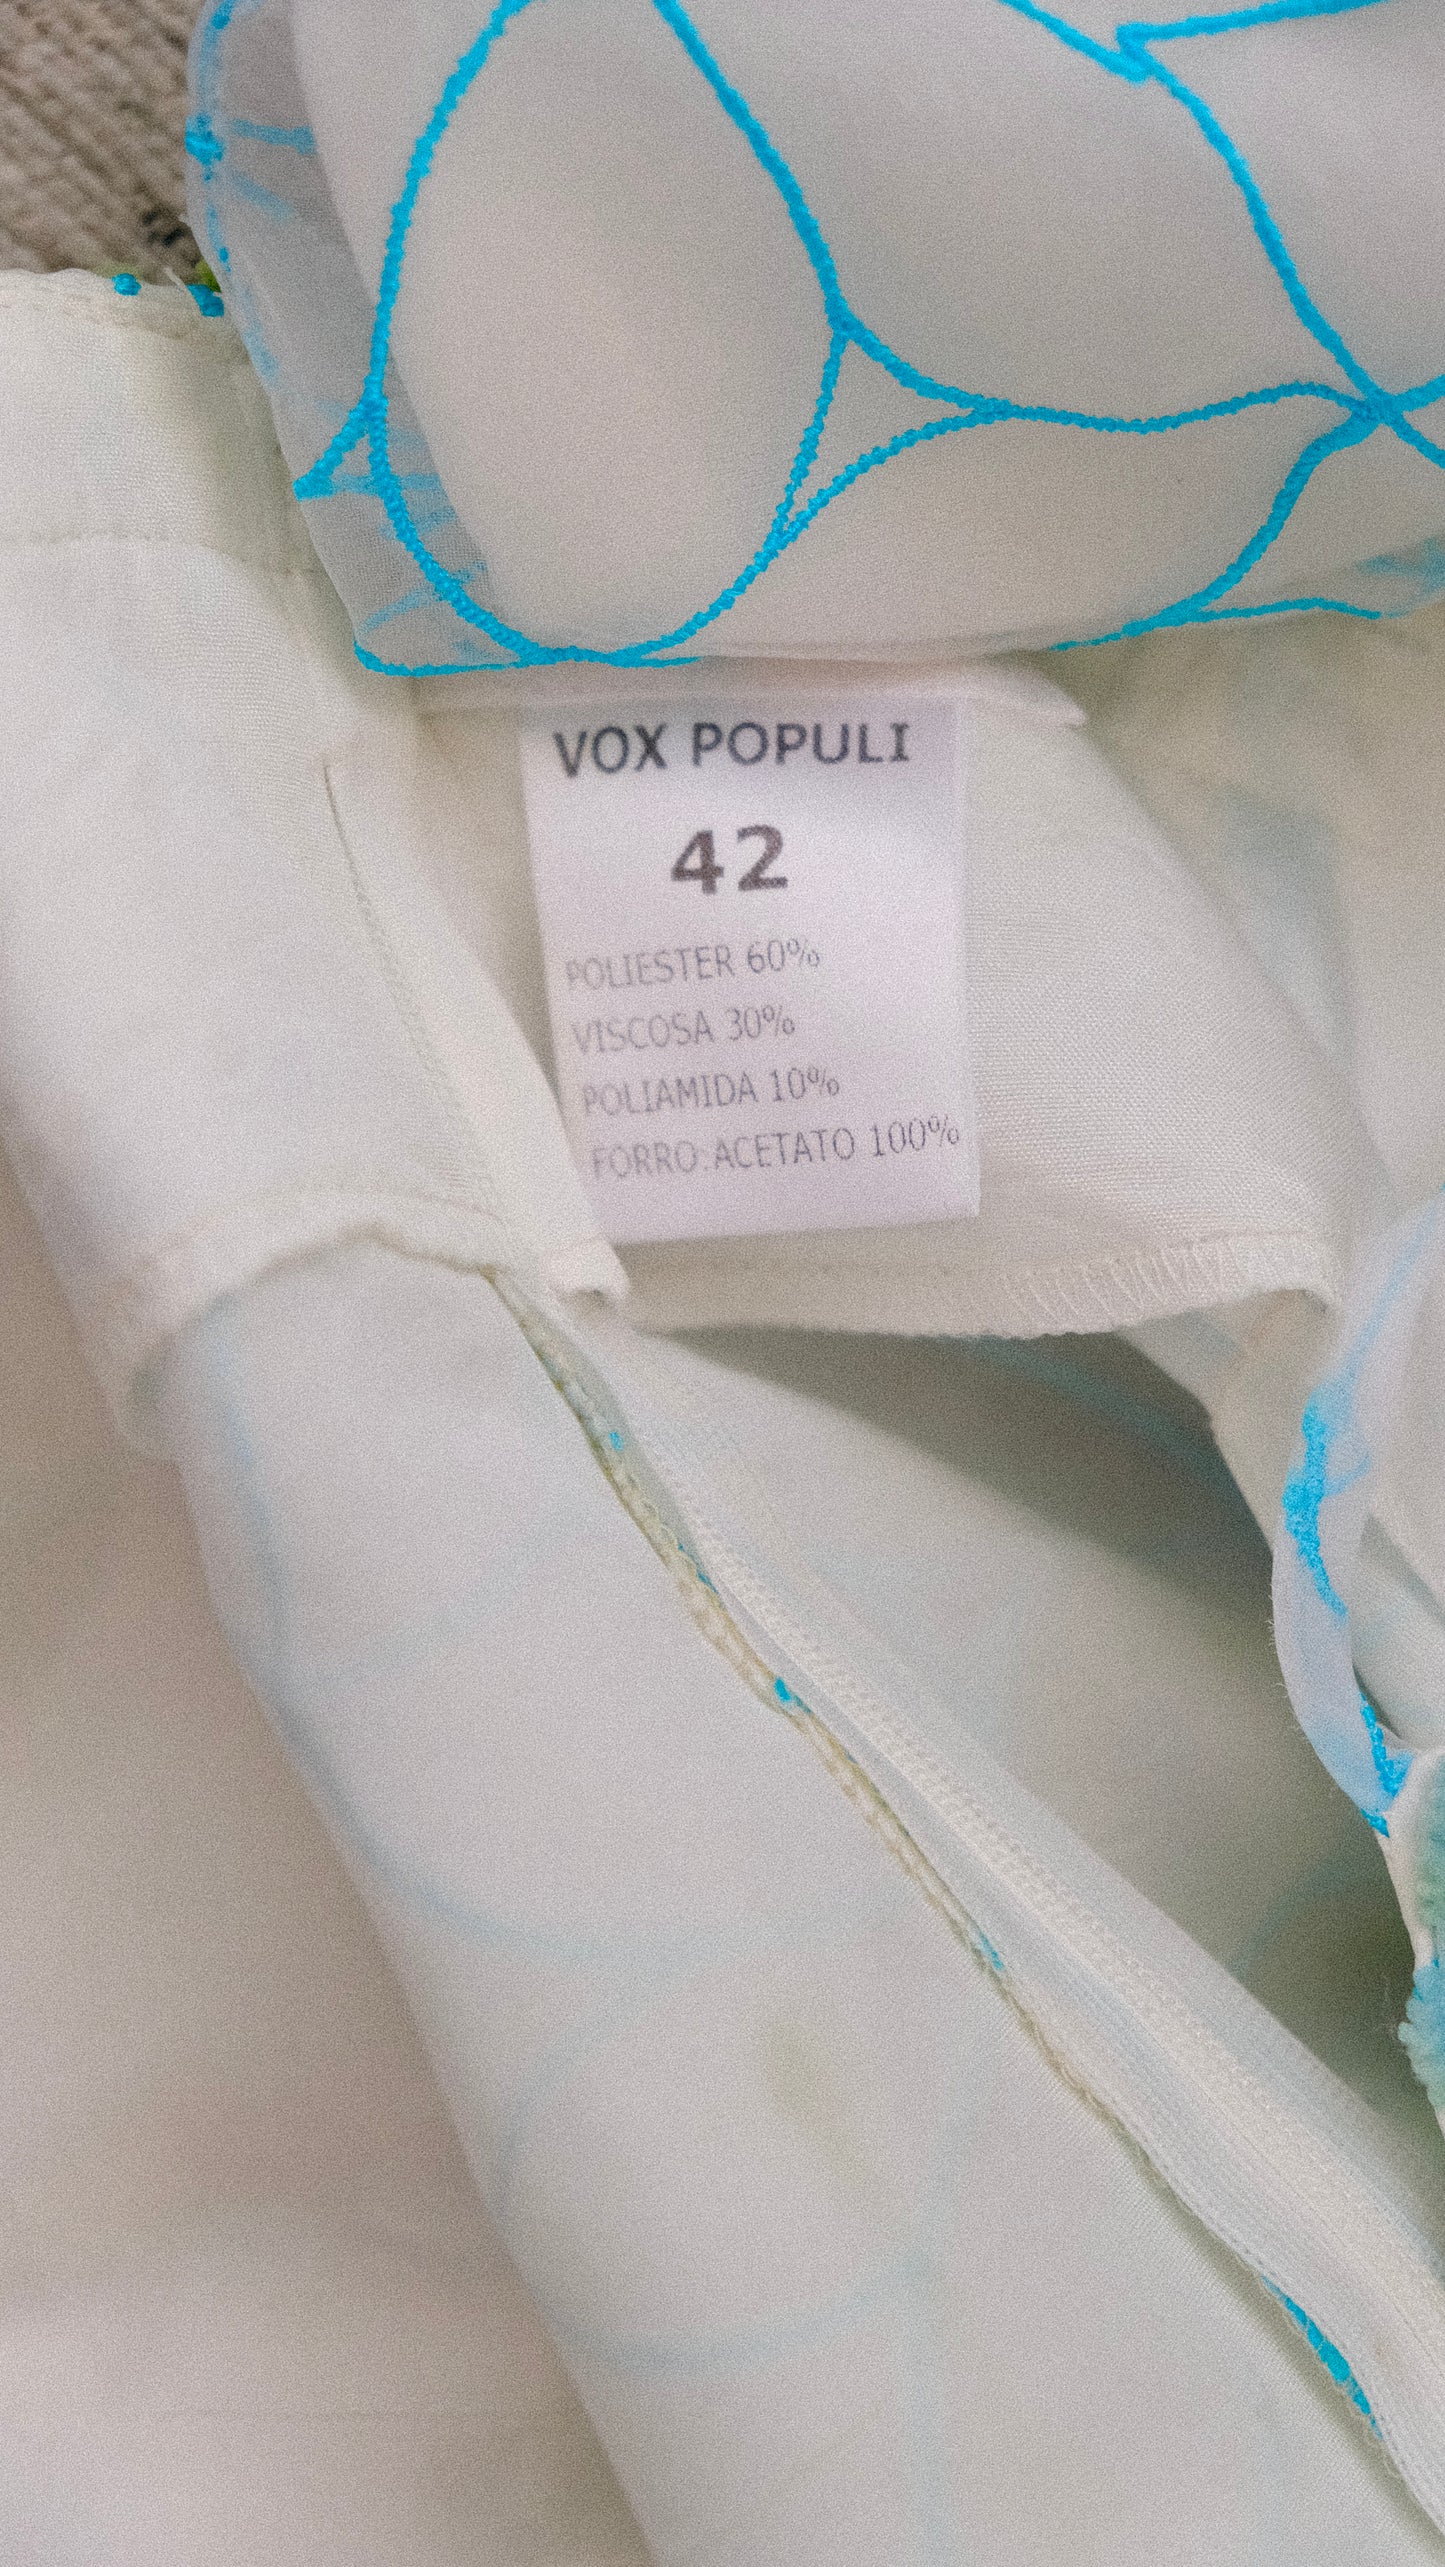 VOX POPULI
42
POLIESTER 60%
VISCOSA 30%
POLIAMIDA 10%
FORRO:ACETATO 100%